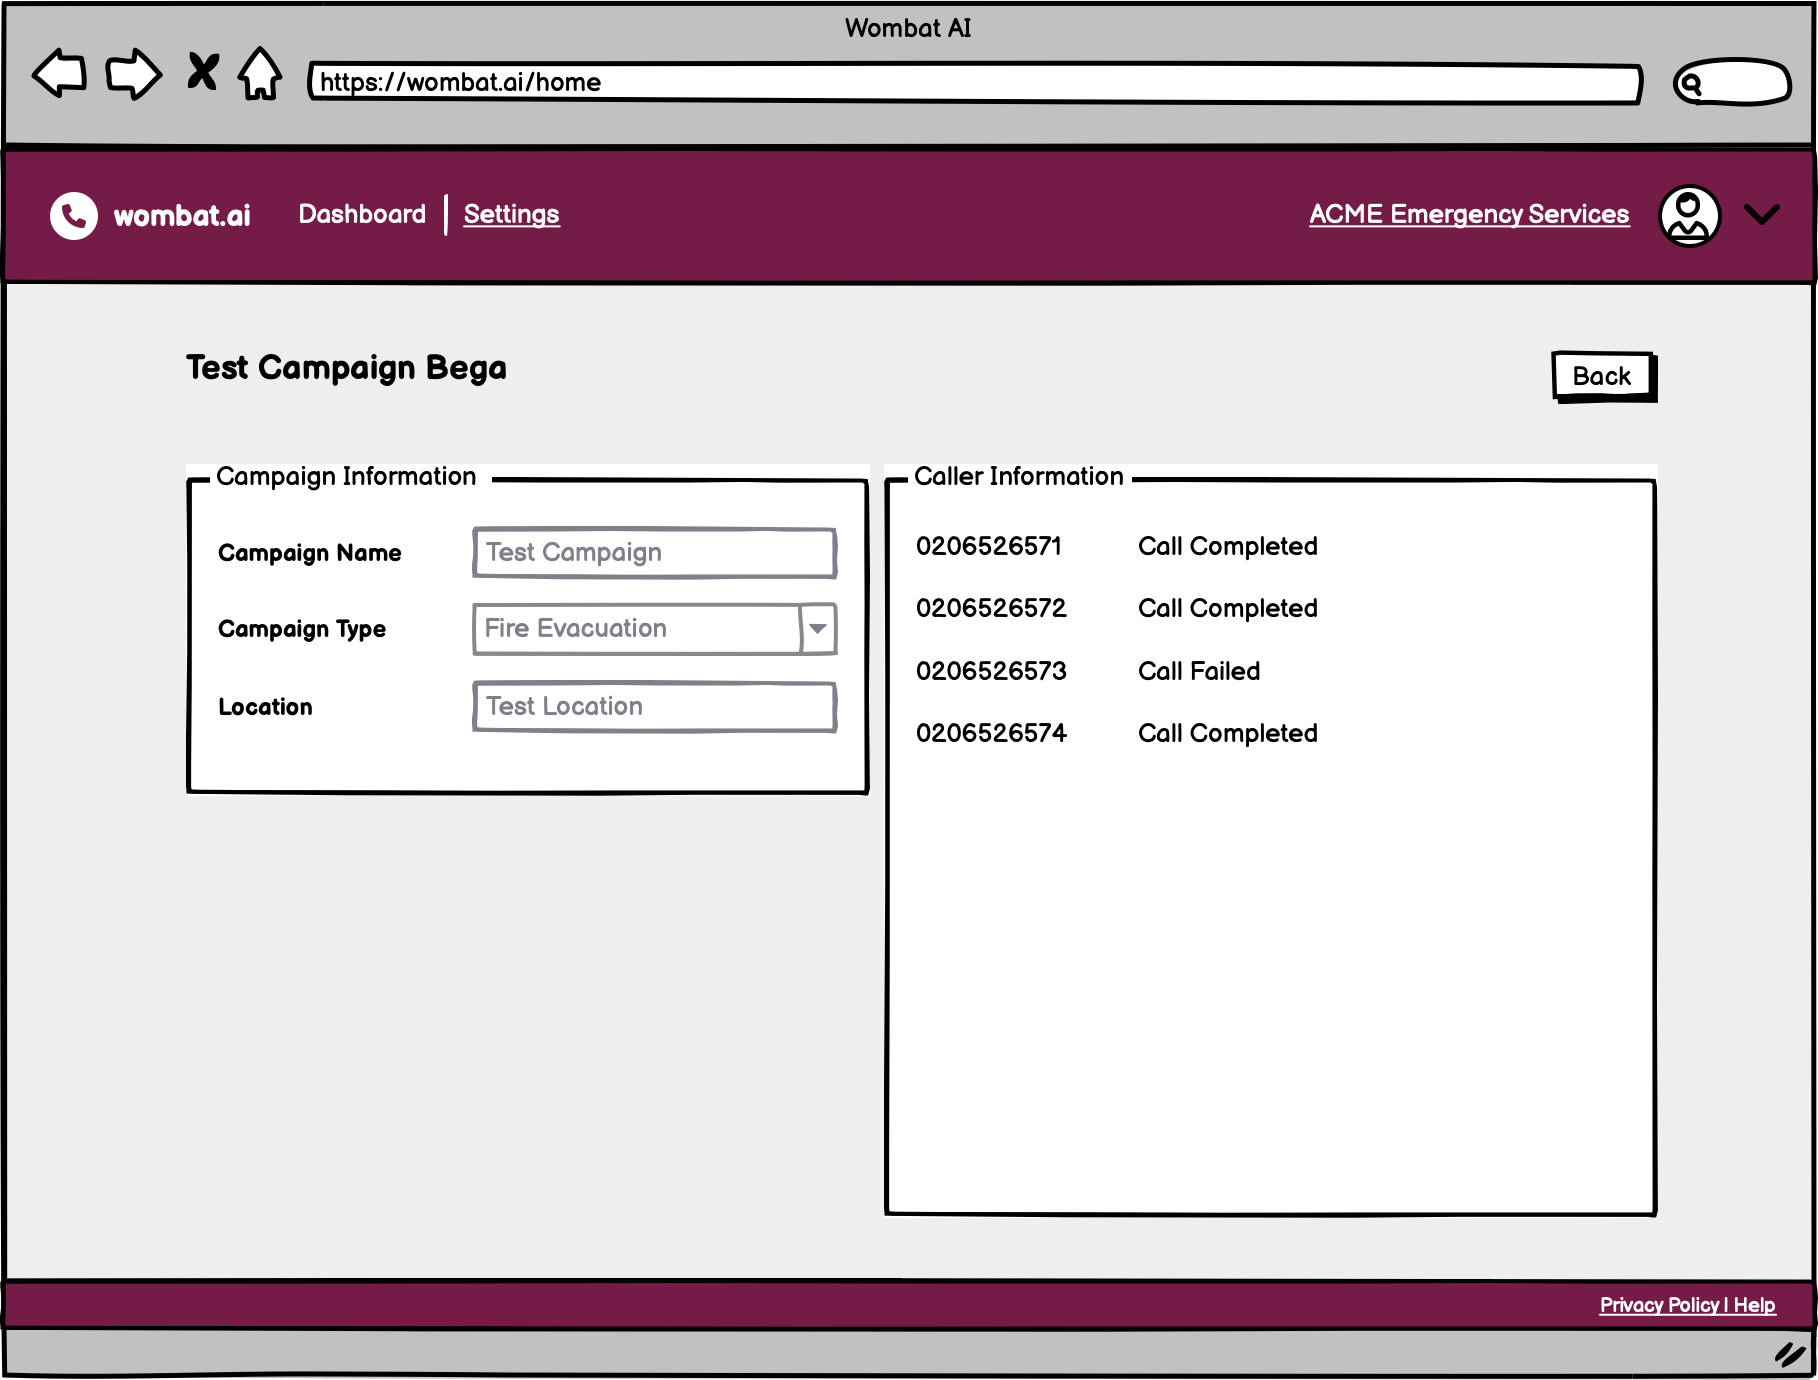 Wombat AI
https://wombat.ai/home
wombat.ai Dashboard Settings ACME Emergency Services
Test Campaign Bega
Back
Campaign Information
Campaign Name Test Campaign
Campaign Type Fire Evacuation
Location Test Location
Caller Information
0206526571 Call Completed
0206526572 Call Completed
0206526573 Call Failed
0206526574 Call Completed
Privacy Policy | Help